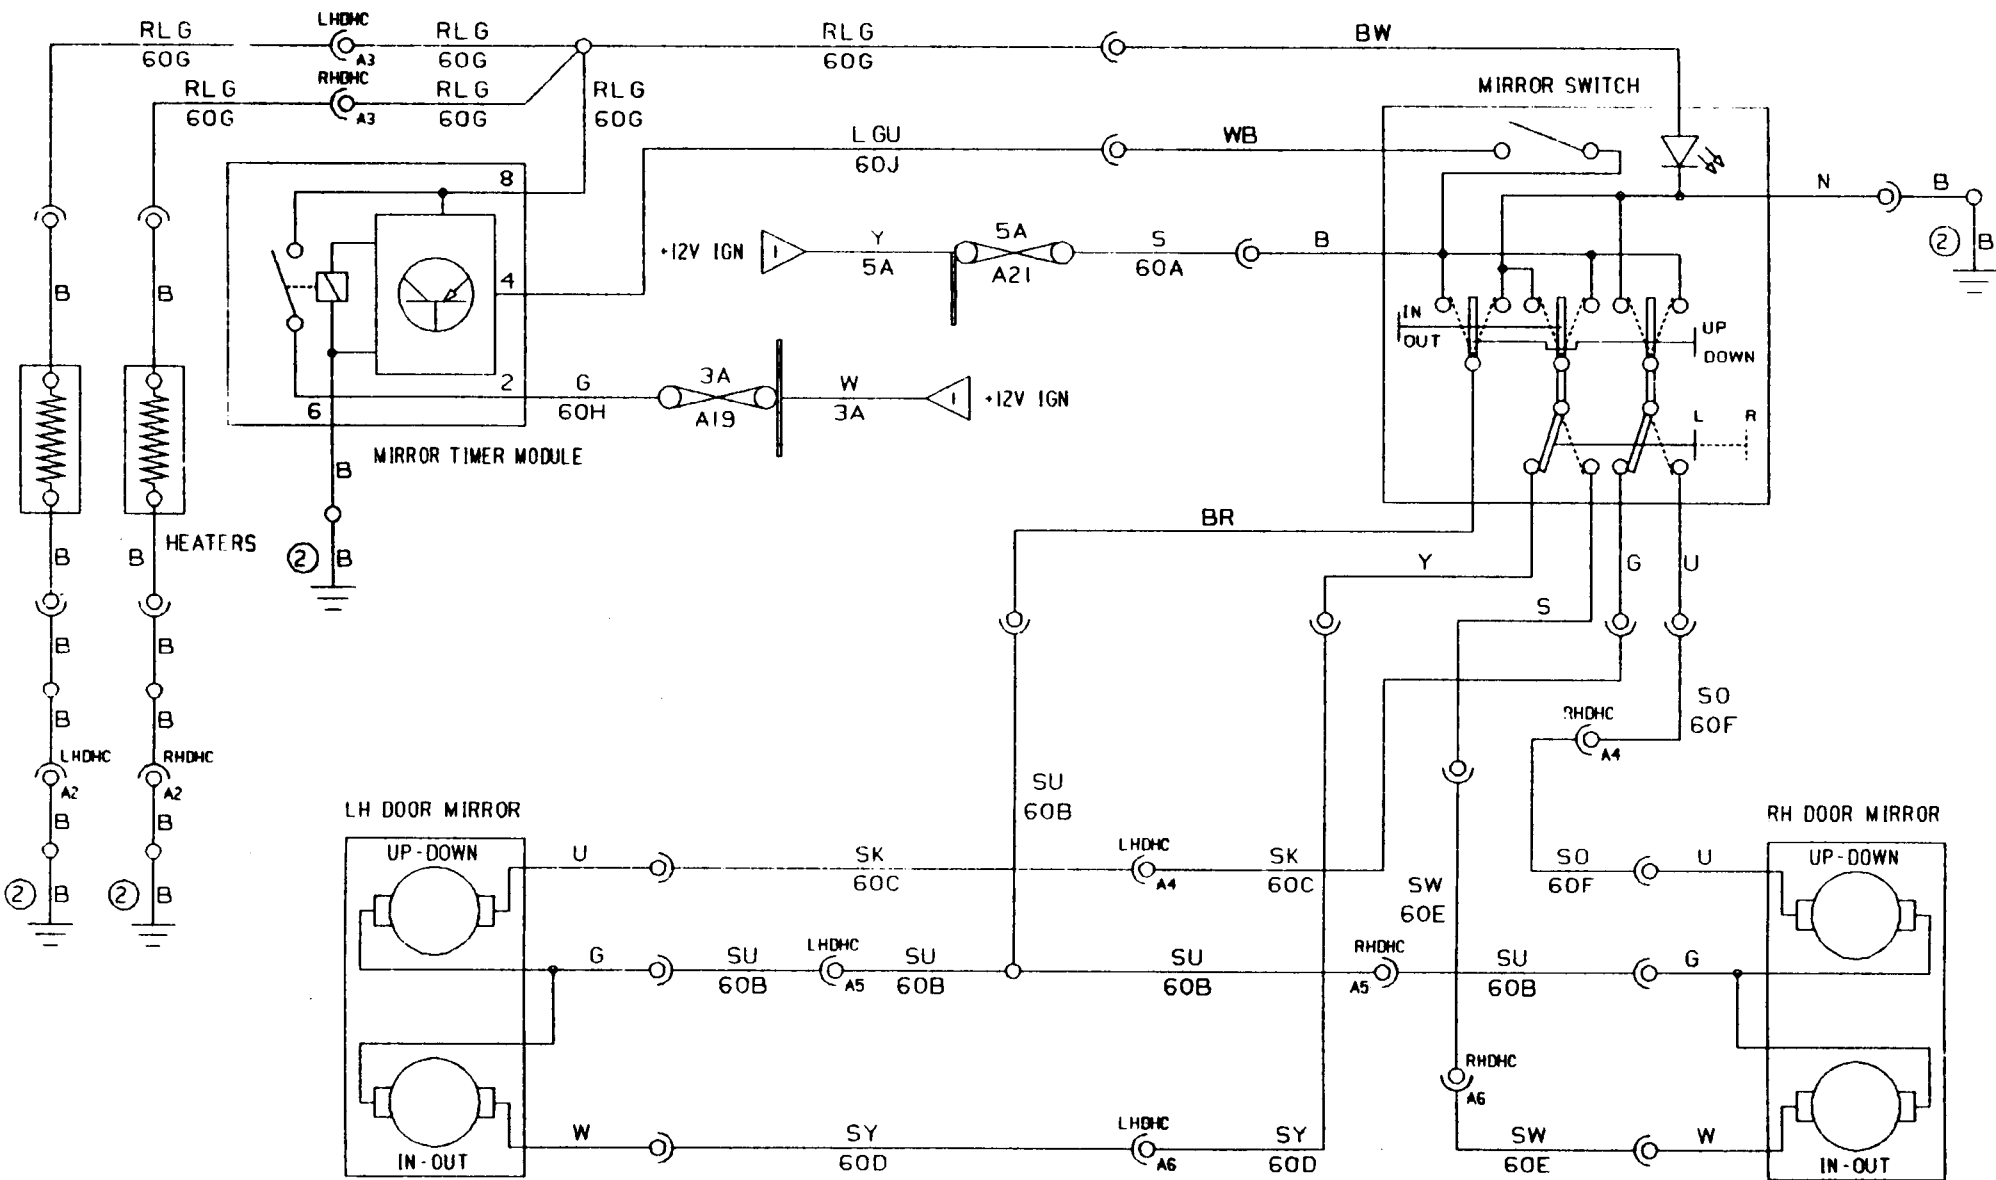 LHDHC
RLG
60G
A3
RLG
60G
RLG
60G
BW
RHDHC
RLG
60G
A3
RLG
60G
RLG
60G
MIRROR SWITCH
LGU
60J
WB
8
4
2
6
MIRROR TIMER MODULE
+12V IGN
1
Y
5A
5A
A21
S
60A
B
N
B
2
B
IN
OUT
UP
DOWN
L
R
G
60H
3A
A19
W
3A
1
+12V IGN
B
B
HEATERS
B
2
B
B
B
B
B
B
B
LHDHC
A2
RHDHC
A2
B
B
2
B
2
B
BR
Y
G
U
S
SO
60F
RHDHC
A4
SU
60B
LH DOOR MIRROR
UP-DOWN
U
SK
60C
LHDHC
A4
SK
60C
SW
60E
SO
60F
U
RH DOOR MIRROR
UP-DOWN
G
SU
60B
LHDHC
A5
SU
60B
SU
60B
RHDHC
A5
SU
60B
G
RHDHC
A6
IN-OUT
W
SY
60D
LHDHC
A6
SY
60D
SW
60E
W
IN-OUT